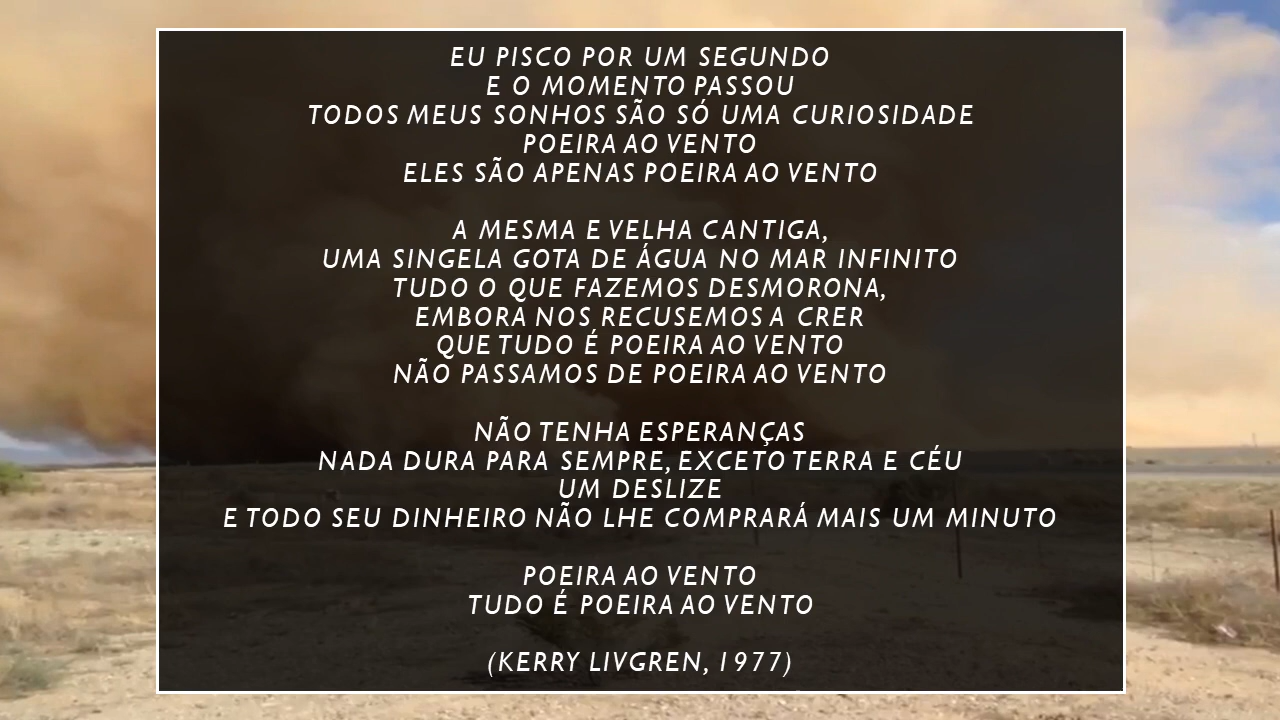 EU PISCO POR UM SEGUNDO
E O MOMENTO PASSOU
TODOS MEUS SONHOS SÃO SÓ UMA CURIOSIDADE
POEIRA AO VENTO
ELES SÃO APENAS POEIRA AO VENTO
A MESMA E VELHA CANTIGA,
UMA SINGELA GOTA DE ÁGUA NO MAR INFINITO
TUDO O QUE FAZEMOS DESMORONA,
EMBORA NOS RECUSEMOS A CRER
QUE TUDO É POEIRA AO VENTO
NÃO PASSAMOS DE POEIRA AO VENTO
NÃO TENHA ESPERANÇAS
NADA DURA PARA SEMPRE, EXCETO TERRA E CÉU
UM DESLIZE
E TODO SEU DINHEIRO NÃO LHE COMPRARÁ MAIS UM MINUTO
POEIRA AO VENTO
TUDO É POEIRA AO VENTO
(KERRY LIVGREN, 1977)